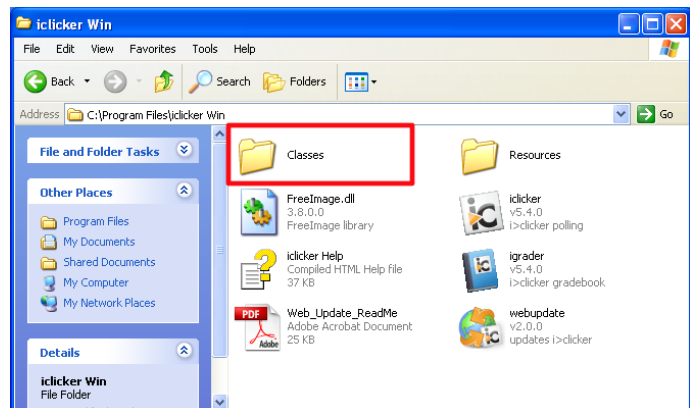 iclicker Win
File Edit View Favorites Tools Help
Back Search Folders
Address C:\Program Files\iclicker Win Go
File and Folder Tasks
Other Places
Program Files
My Documents
Shared Documents
My Computer
My Network Places
Details
iclicker Win
File Folder
Classes
Resources
FreeImage.dll
3.8.0.0
FreeImage library
iclicker
v5.4.0
i>clicker polling
iclicker Help
Compiled HTML Help file
37 KB
igrader
v5.4.0
i>clicker gradebook
PDF
Adobe
Web_Update_ReadMe
Adobe Acrobat Document
25 KB
webupdate
v2.0.0
updates i>clicker